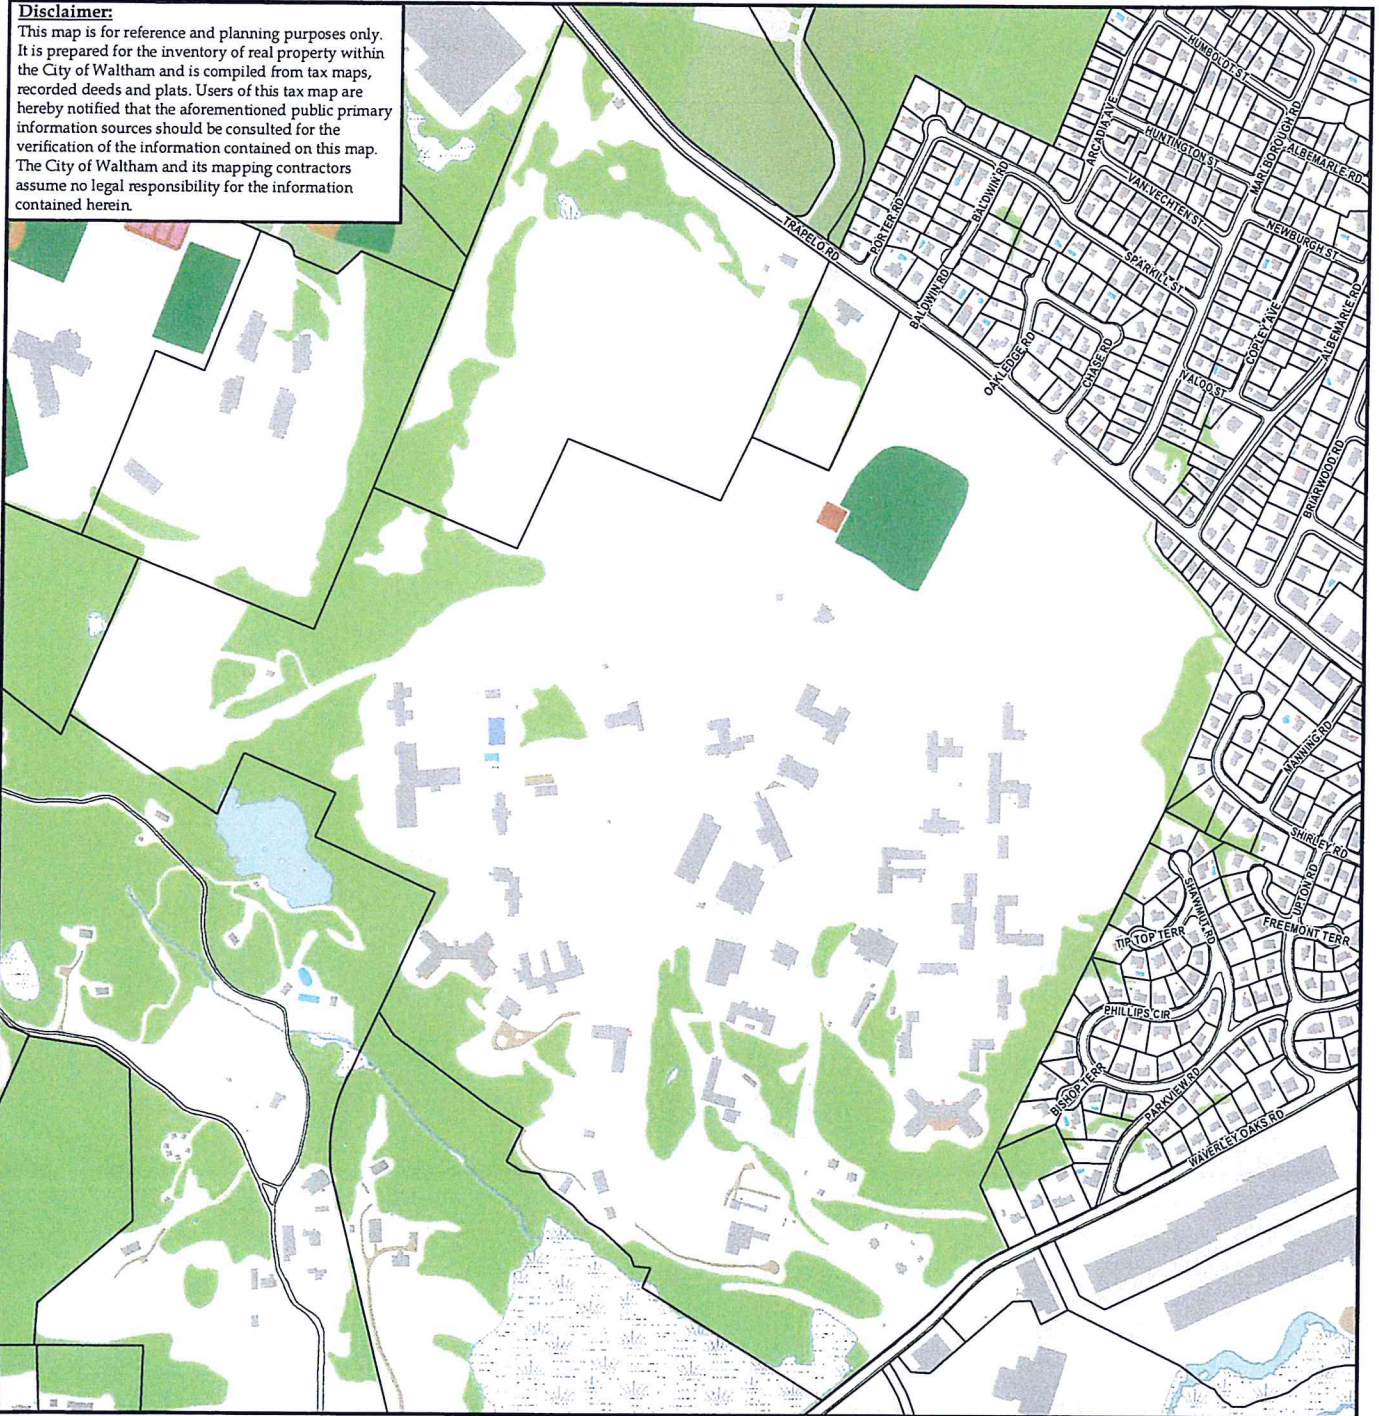 Disclaimer:
This map is for reference and planning purposes only.
It is prepared for the inventory of real property within
the City of Waltham and is compiled from tax maps,
recorded deeds and plats. Users of this tax map are
hereby notified that the aforementioned public primary
information sources should be consulted for the
verification of the information contained on this map.
The City of Waltham and its mapping contractors
assume no legal responsibility for the information
contained herein.
HUMBOLDT ST
ARCADIA AVE
HUNTINGTON ST
MARLBOROUGH RD
ALBEMARLE RD
VAN VECHTEN ST
BALDWIN RD
PORTER RD
TRAPELO RD
NEWBURGH ST
SPARKILL ST
BALDWIN RD
ALBEMARLE RD
COPLEY AVE
OAKLEDGE RD
CHASE RD
IVALOO ST
BRIARWOOD RD
MANNING RD
SHIRLEY RD
UPTON RD
SHAWMUT RD
FREEMONT TERR
TIP TOP TERR
PHILLIPS CIR
BISHOP TERR
PARKVIEW RD
WAVERLEY OAKS RD